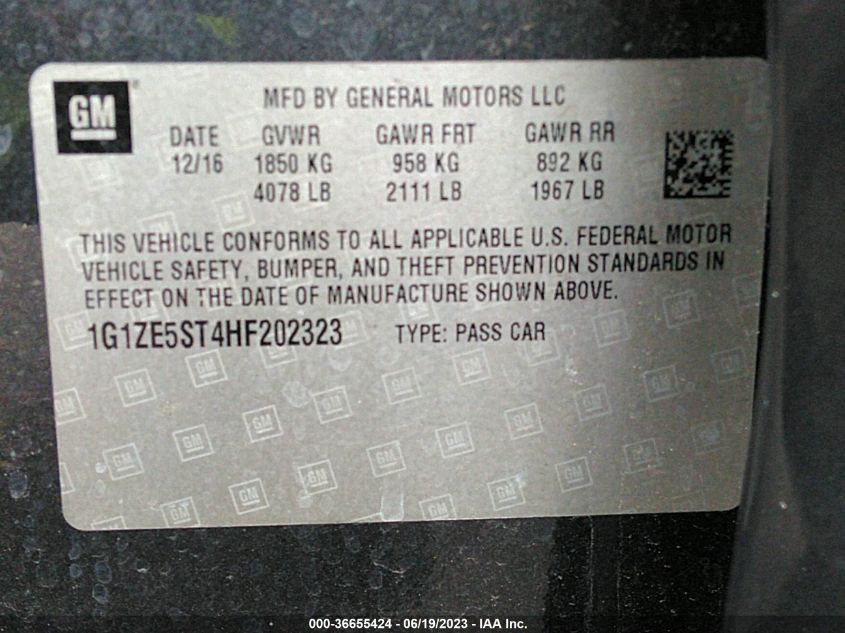 GM
MFD BY GENERAL MOTORS LLC
DATE GVWR GAWR FRT GAWR RR
12/16 1850 KG 958 KG 892 KG
4078 LB 2111 LB 1967 LB
THIS VEHICLE CONFORMS TO ALL APPLICABLE U.S. FEDERAL MOTOR
VEHICLE SAFETY, BUMPER, AND THEFT PREVENTION STANDARDS IN
EFFECT ON THE DATE OF MANUFACTURE SHOWN ABOVE.
1G1ZE5ST4HF202323 TYPE: PASS CAR
000-36655424 - 06/19/2023 - IAA Inc.